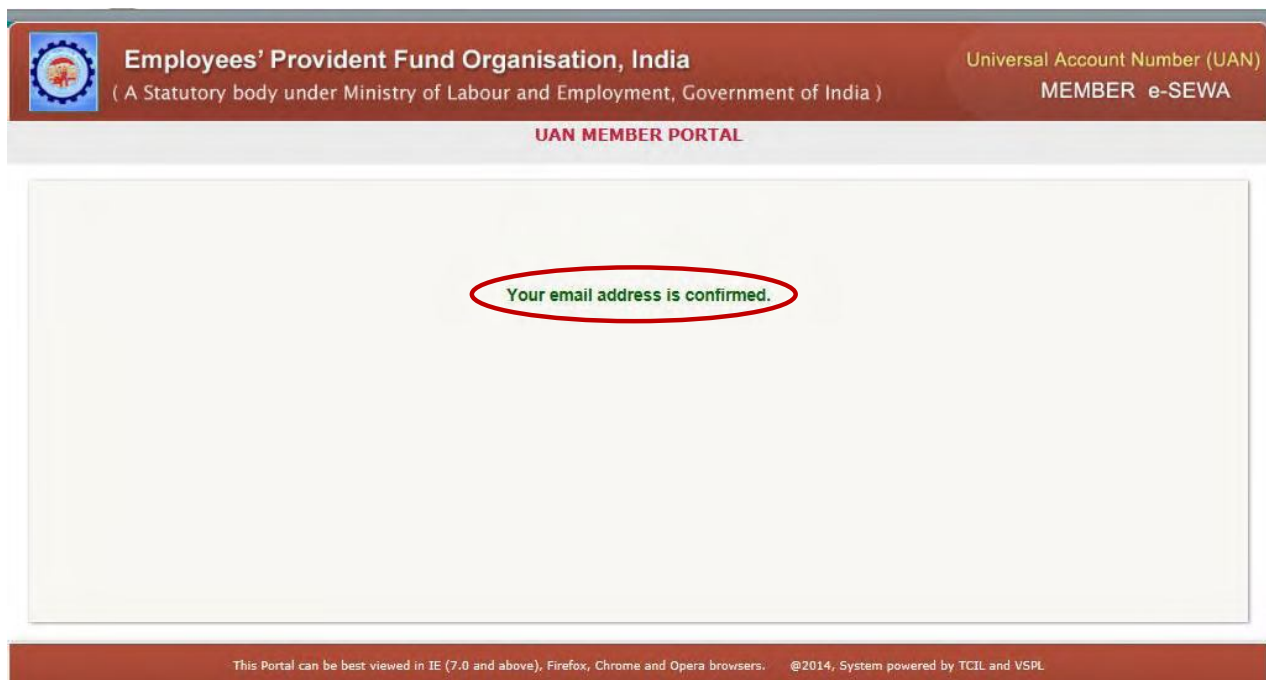 Employees' Provident Fund Organisation, India
( A Statutory body under Ministry of Labour and Employment, Government of India )
Universal Account Number (UAN)
MEMBER e-SEWA
UAN MEMBER PORTAL
Your email address is confirmed.
This Portal can be best viewed in IE (7.0 and above), Firefox, Chrome and Opera browsers. @2014, System powered by TCIL and VSPL